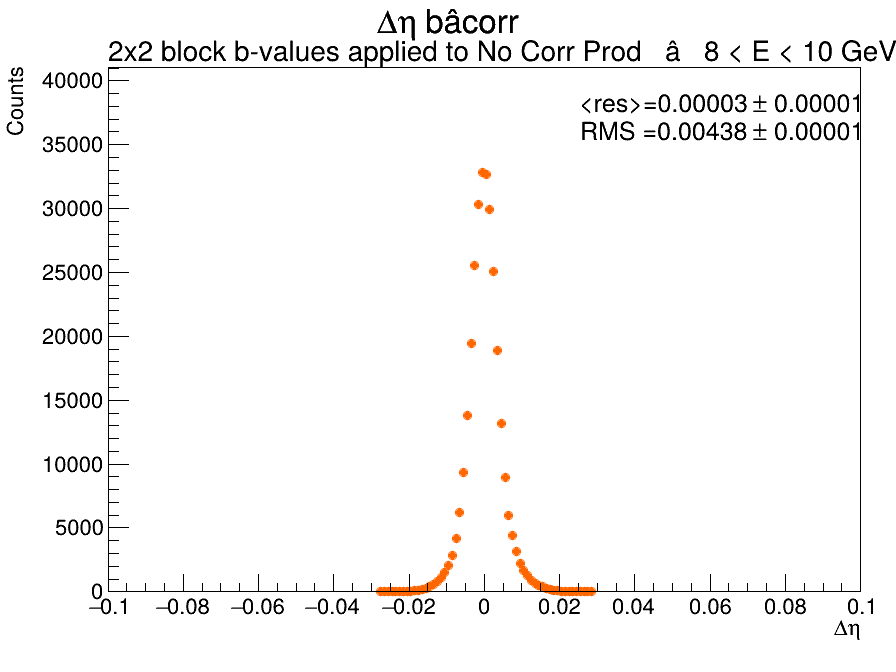 Δη bâcorr
2x2 block b-values applied to No Corr Prod â 8 < E < 10 GeV
Counts
<res>=0.00003 ± 0.00001
RMS =0.00438 ± 0.00001
40000
35000
30000
25000
20000
15000
10000
5000
0
−0.1 −0.08 −0.06 −0.04 −0.02 0 0.02 0.04 0.06 0.08 0.1
Δη